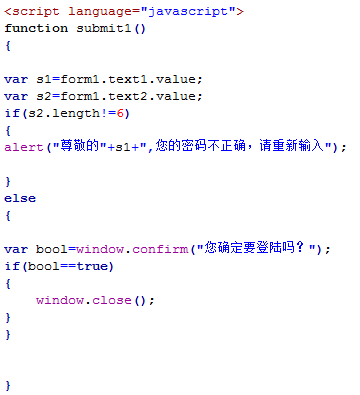 <script language="javascript">
function submit1()
{
var s1=form1.text1.value;
var s2=form1.text2.value;
if(s2.length!=6)
{
alert("尊敬的"+s1+",您的密码不正确，请重新输入");
}
else
{
var bool=window.confirm("您确定要登陆吗？");
if(bool==true)
{
    window.close();
}
}
}